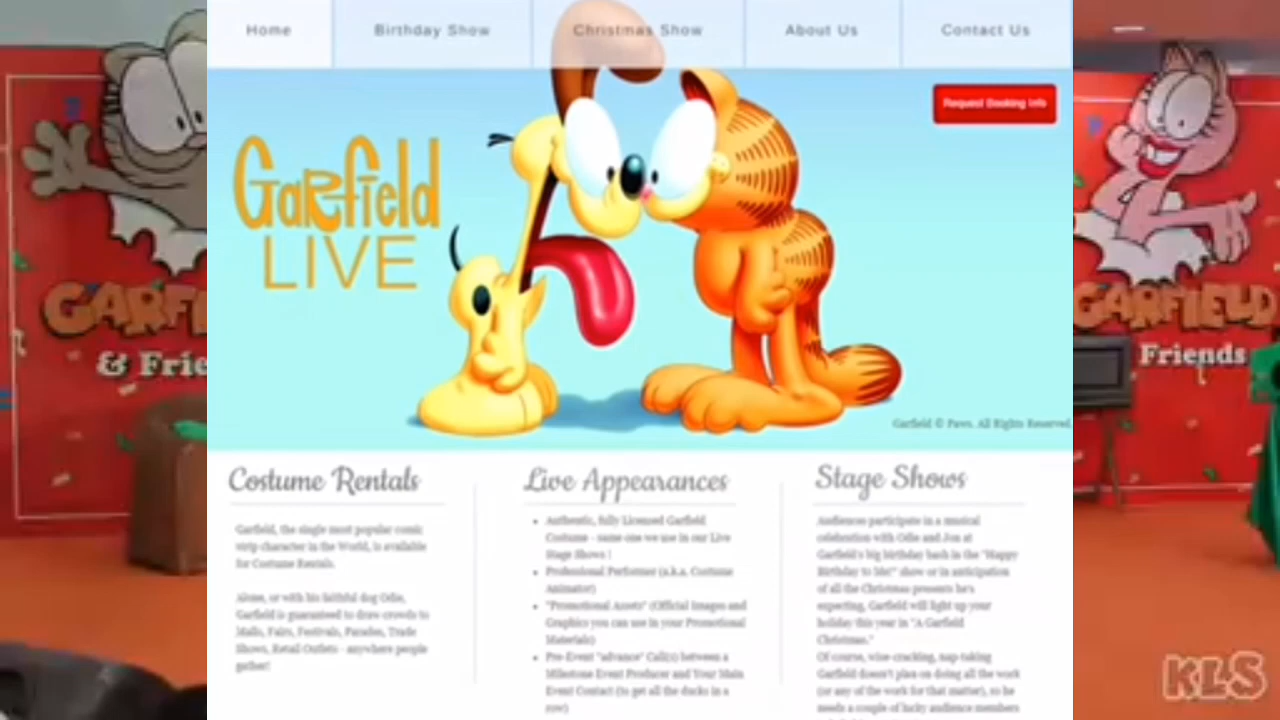 Home
Birthday Show
Christmas Show
About Us
Contact Us
Request Booking Info
Garfield
LIVE
GARFI
& Frie
GARFIELD
Friends
Garfield © Paws. All Rights Reserved.
Costume Rentals
Garfield, the single most popular comic
strip character in the World, is available
for Costume Rentals.
Alone, or with his faithful dog Odie,
Garfield is guaranteed to draw crowds to
Malls, Fairs, Festivals, Parades, Trade
Shows, Retail Outlets - anywhere people
gather!
Live Appearances
• Authentic, fully Licensed Garfield
Costume - same one we use in our Live
Stage Shows !
• Professional Performer (a.k.a. Costume
Animator)
• "Promotional Assets" (Official Images and
Graphics you can use in your Promotional
Materials)
• Pre-Event "advance" Call(s) between a
Milestone Event Producer and Your Main
Event Contact (to get all the ducks in a
row)
Stage Shows
Audiences participate in a musical
celebration with Odie and Jon at
Garfield's big birthday bash in the "Happy
Birthday to Me!" show or in anticipation
of all the Christmas presents he's
expecting, Garfield will light up your
holiday this year in "A Garfield
Christmas."
Of course, wise-cracking, nap-taking
Garfield doesn't plan on doing all the work
(or any of the work for that matter), so he
needs a couple of lucky audience members
KLS